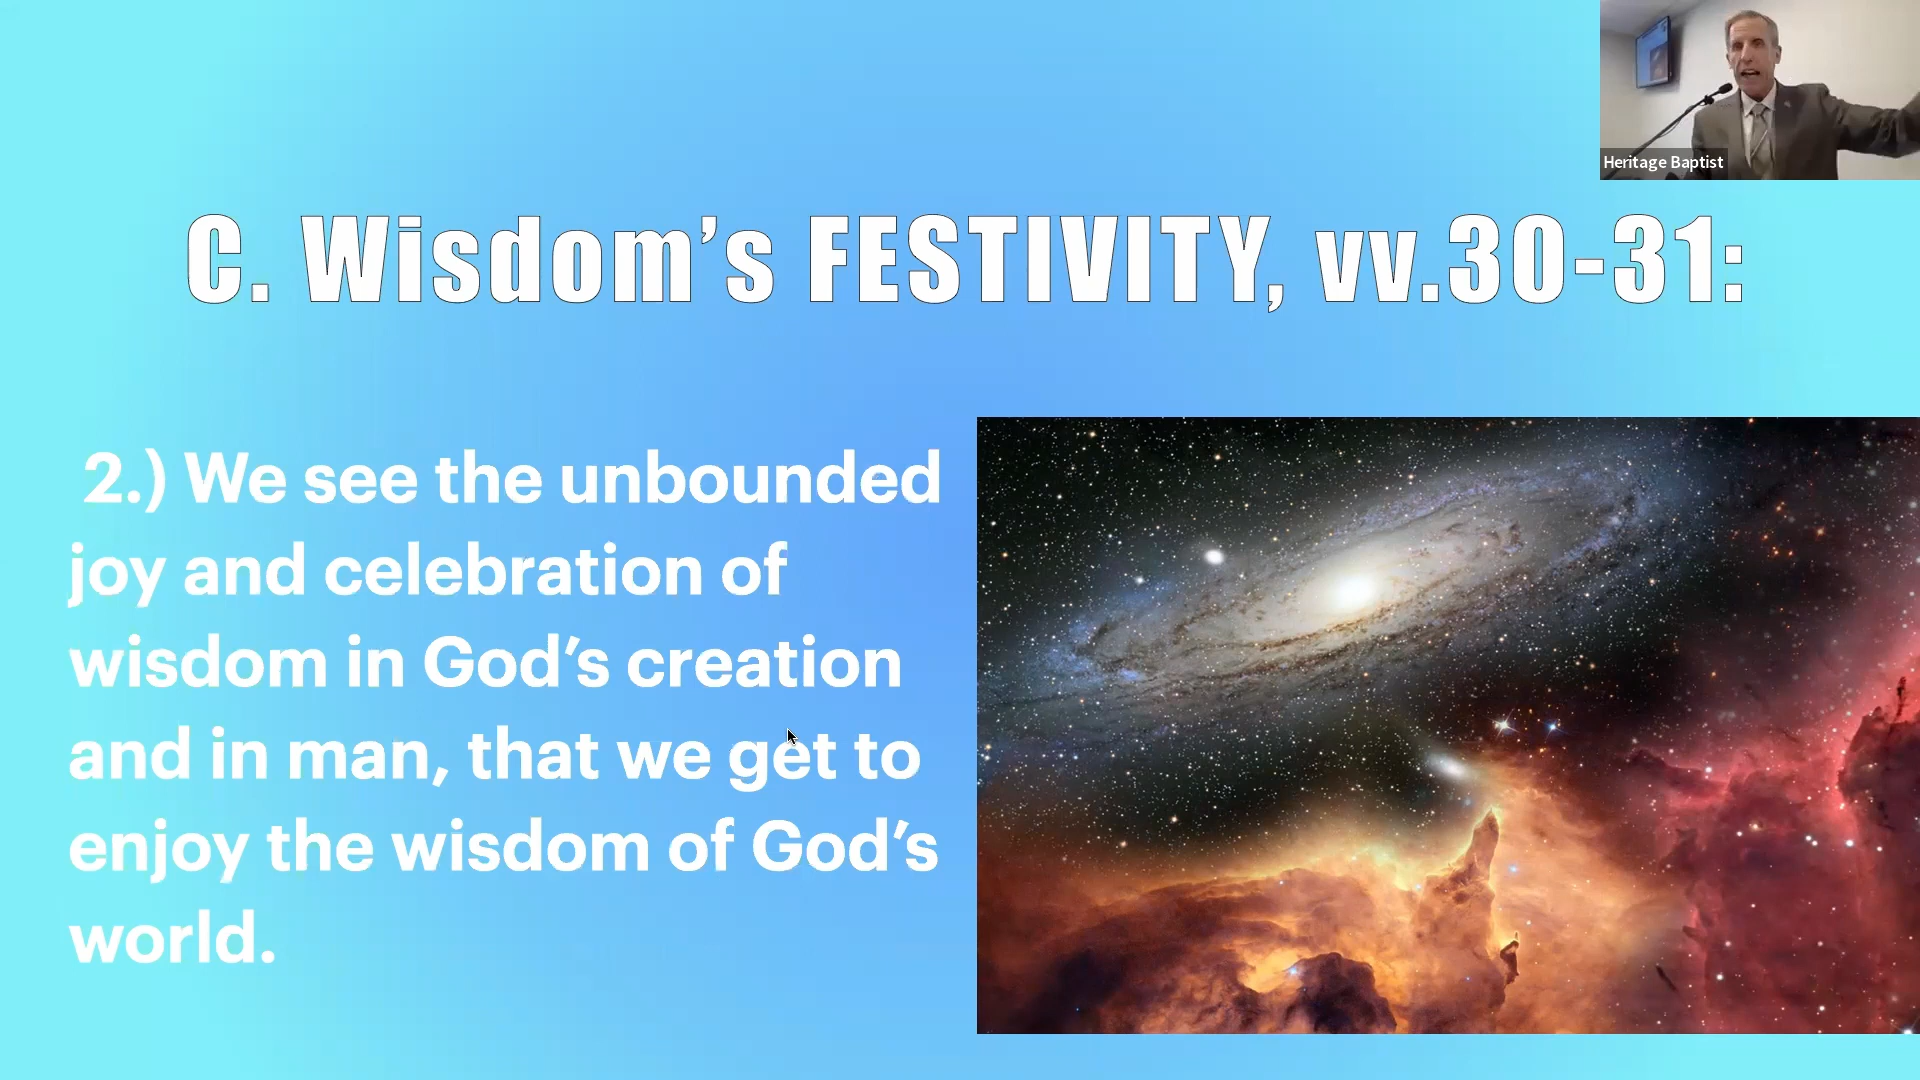 Heritage Baptist
C. Wisdom’s FESTIVITY, vv.30-31:
2.) We see the unbounded
joy and celebration of
wisdom in God’s creation
and in man, that we get to
enjoy the wisdom of God’s
world.